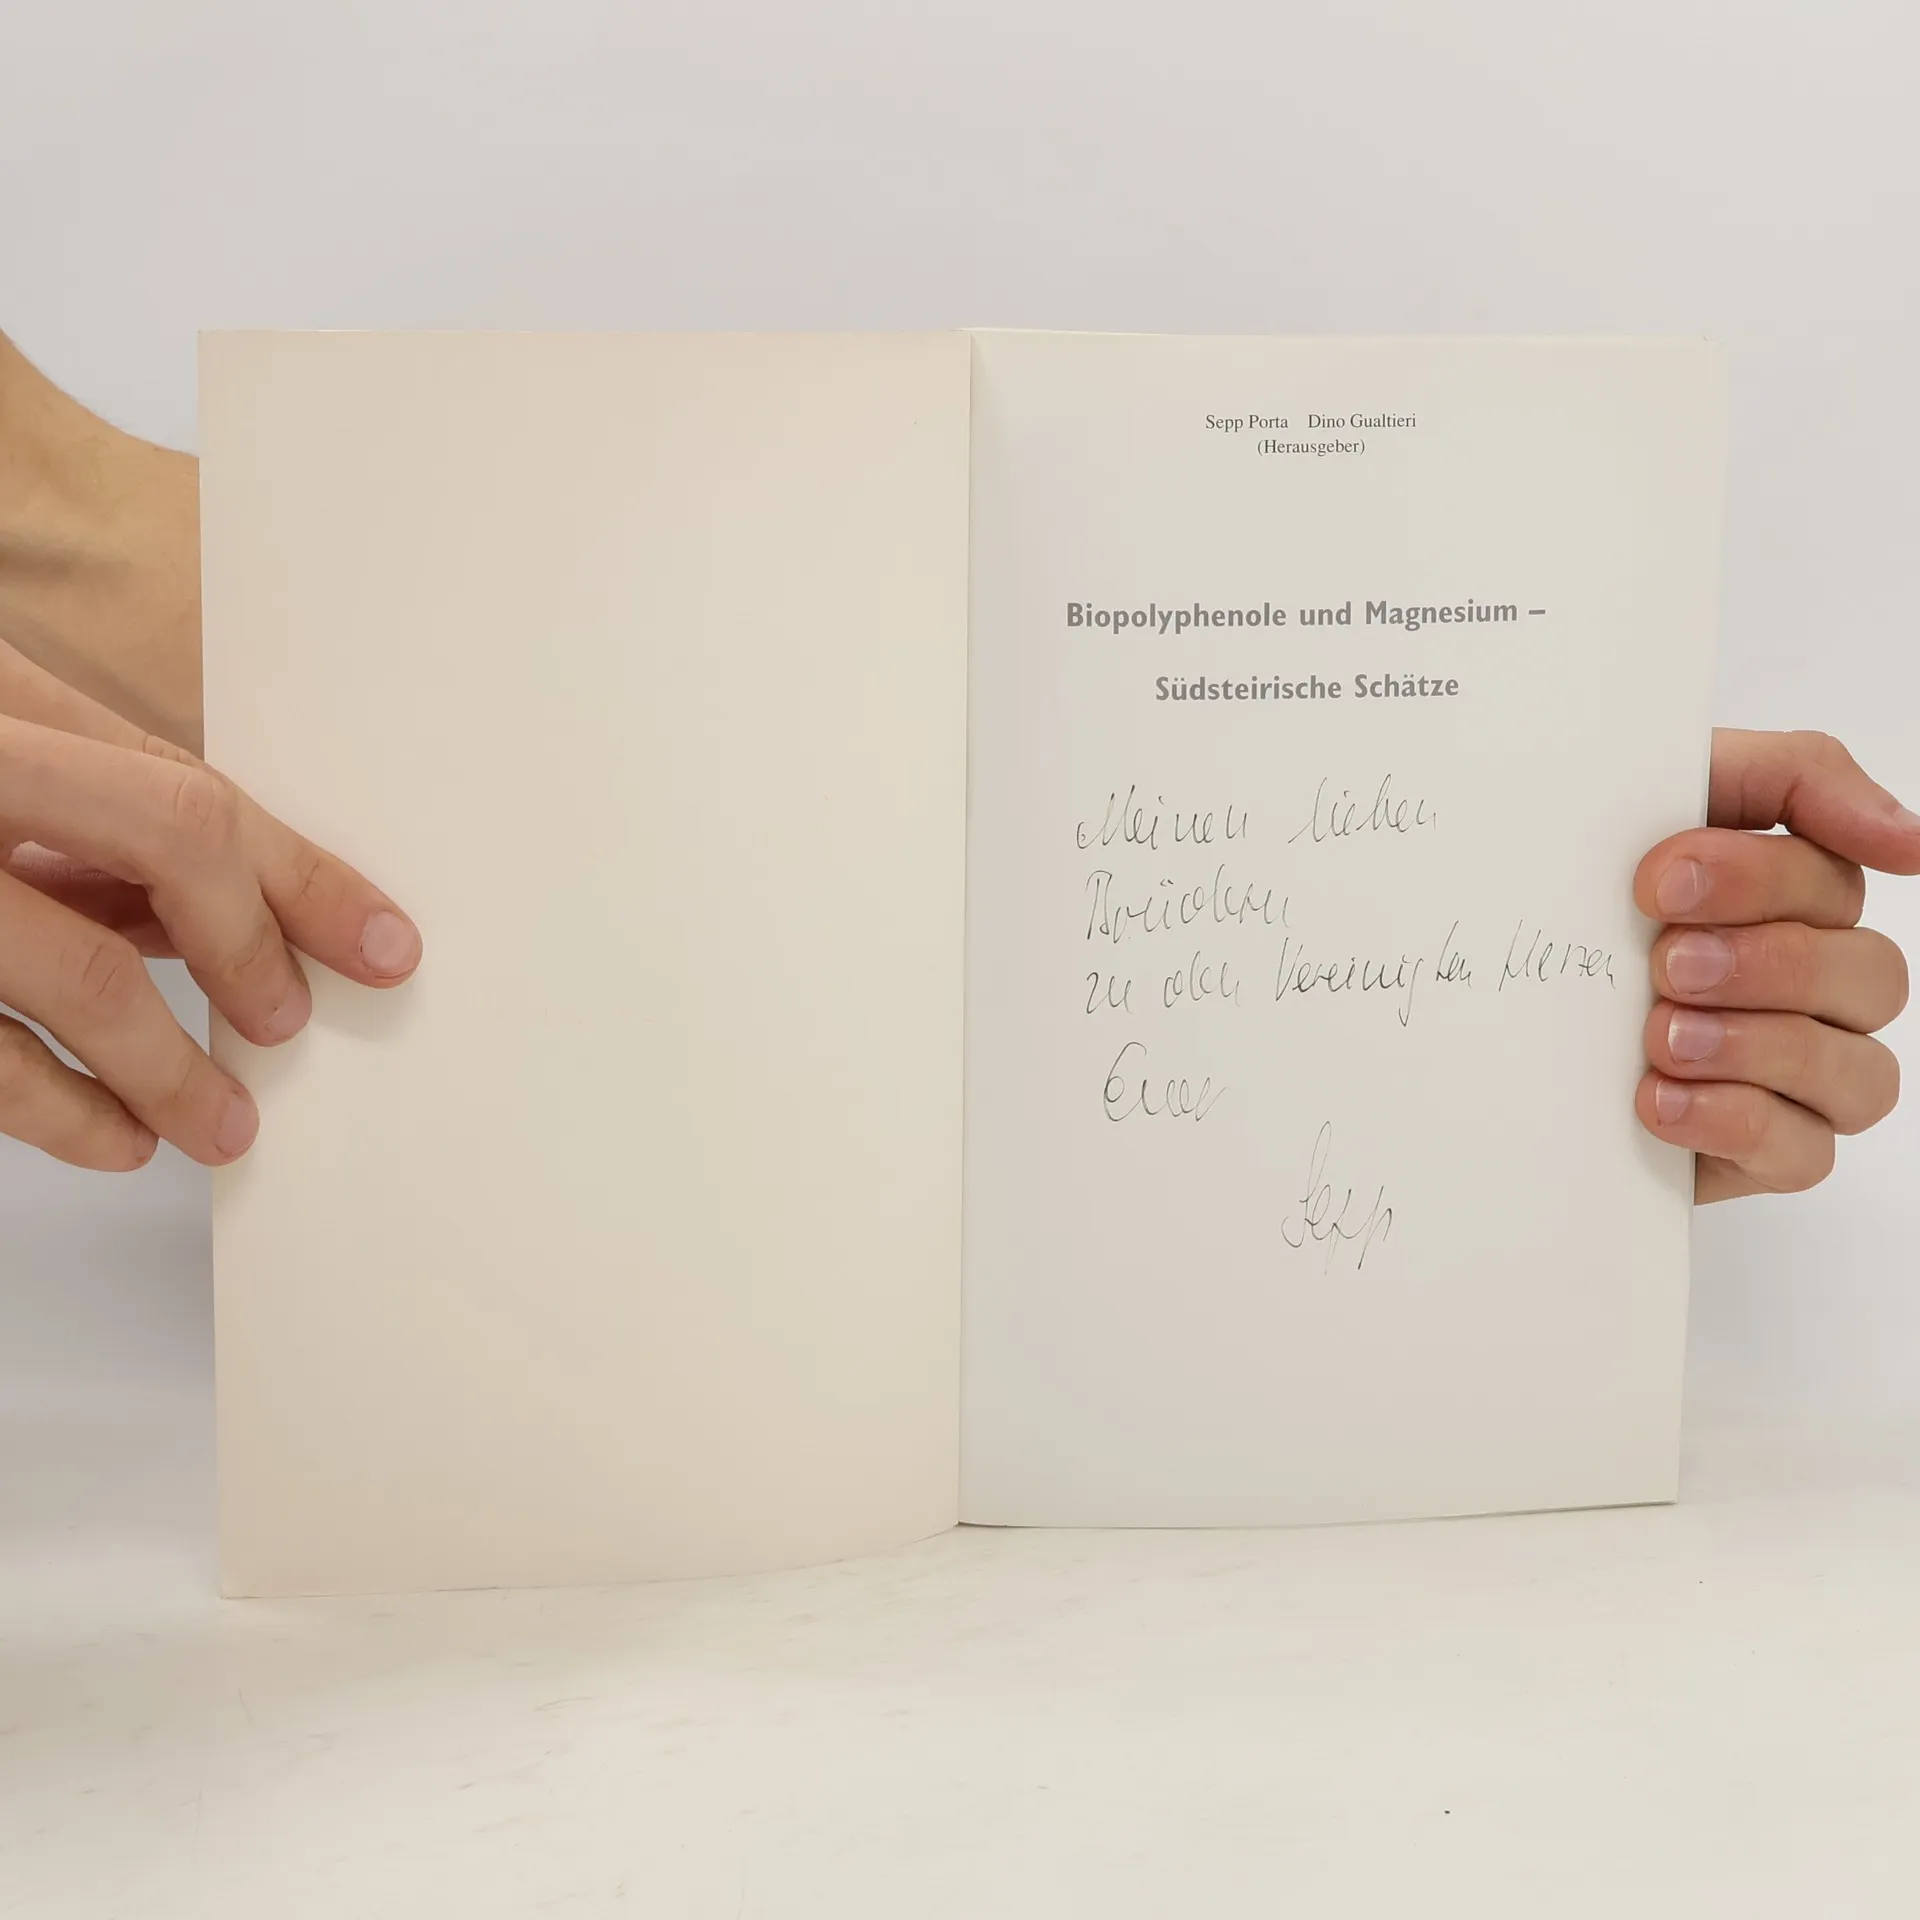 Sepp Porta Dino Gualtieri
(Herausgeber)
Biopolyphenole und Magnesium –
Südsteirische Schätze
Meinen lieben
Brüdern
zu den Vereinigten Herzen
Euer
Sepp